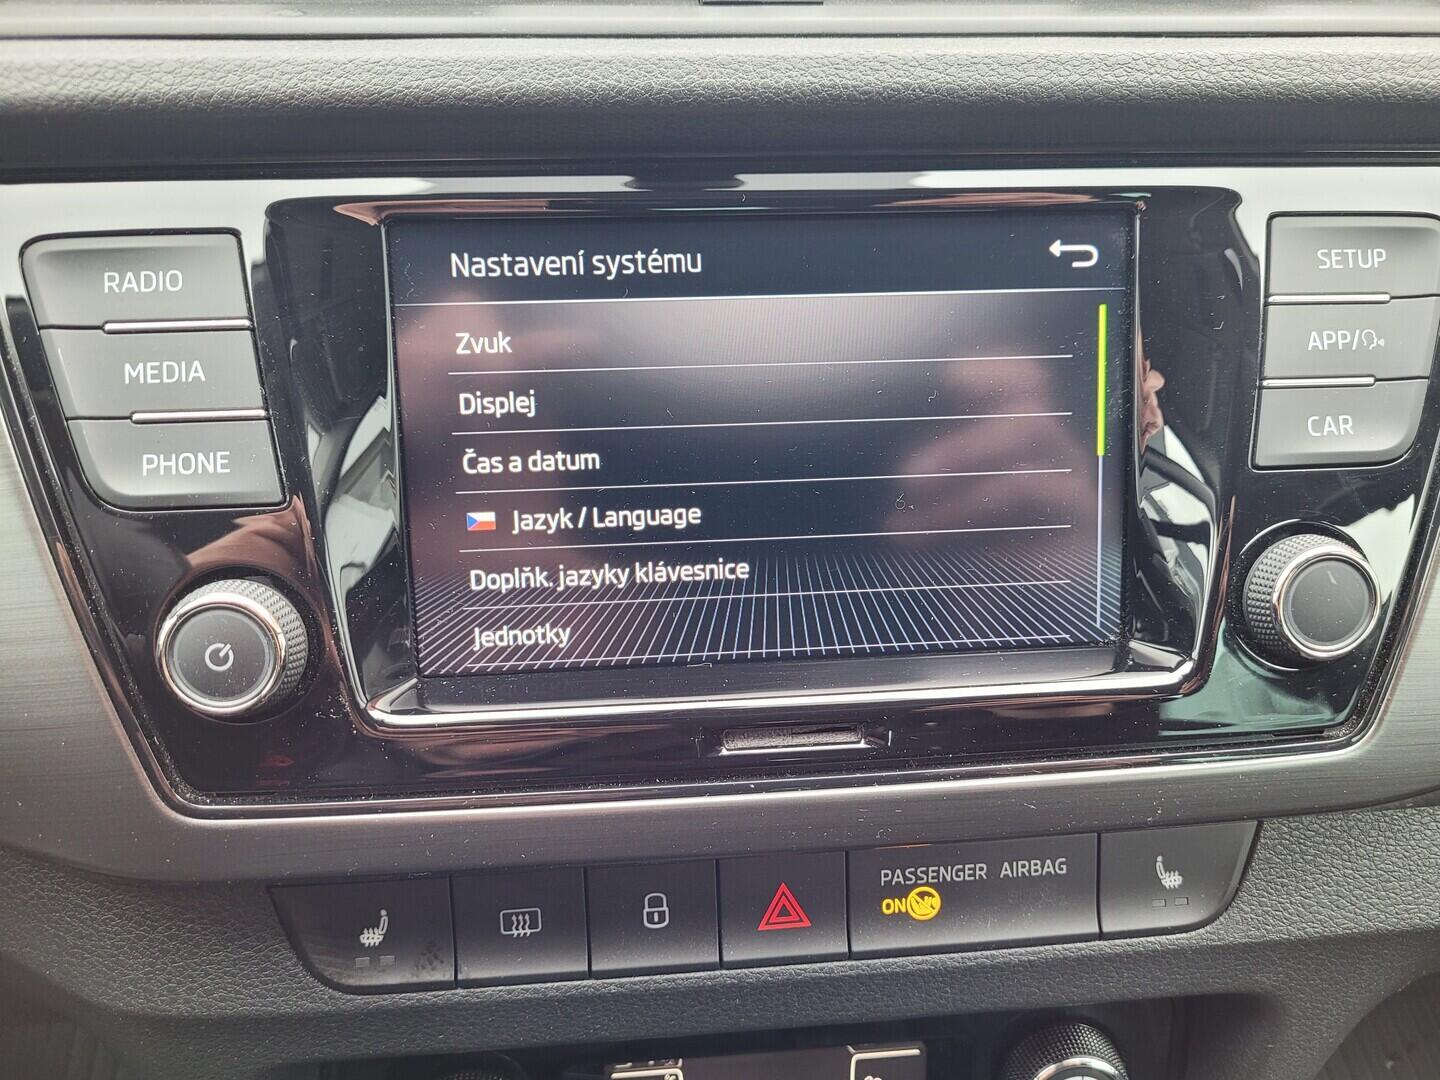 Nastavení systému
RADIO
MEDIA
PHONE
Zvuk
Displej
Čas a datum
Jazyk / Language
Doplňk. jazyky klávesnice
Jednotky
SETUP
APP/
CAR
PASSENGER AIRBAG
ON